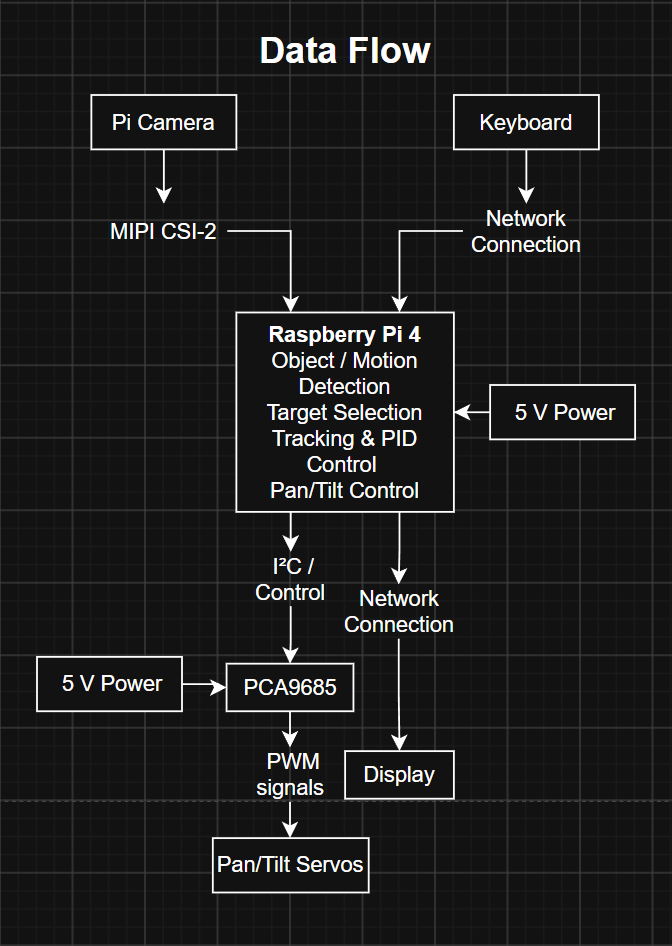 Data Flow
Pi Camera
Keyboard
MIPI CSI-2
Network
Connection
Raspberry Pi 4
Object / Motion
Detection
Target Selection
Tracking & PID
Control
Pan/Tilt Control
5 V Power
I²C /
Control
Network
Connection
5 V Power
PCA9685
PWM
signals
Display
Pan/Tilt Servos